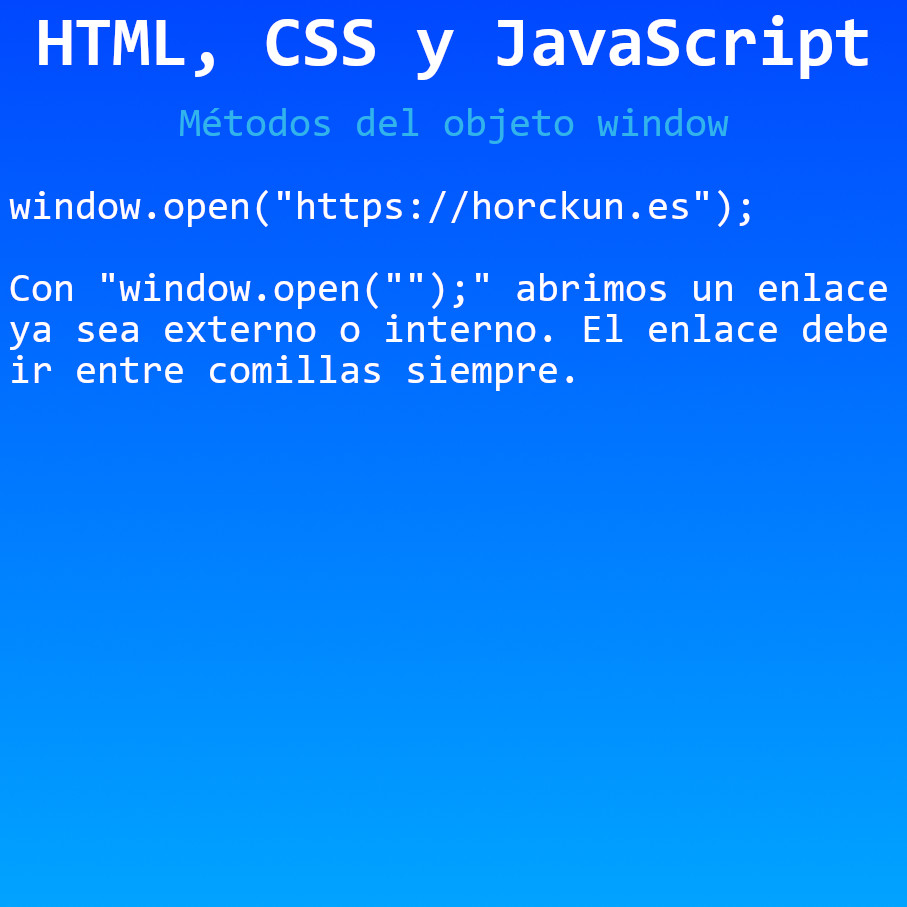 HTML, CSS y JavaScript
Métodos del objeto window
window.open("https://horckun.es");
Con "window.open("");" abrimos un enlace
ya sea externo o interno. El enlace debe
ir entre comillas siempre.